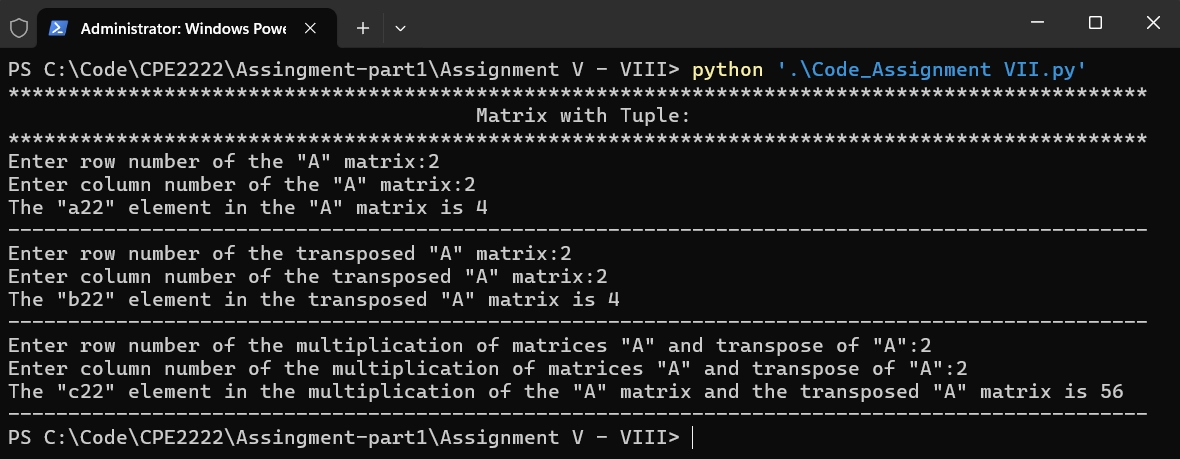 Administrator: Windows Powe
PS C:\Code\CPE2222\Assingment-part1\Assignment V - VIII> python '.\Code_Assignment VII.py'
***********************************************************************************************
Matrix with Tuple:
***********************************************************************************************
Enter row number of the "A" matrix:2
Enter column number of the "A" matrix:2
The "a22" element in the "A" matrix is 4
-----------------------------------------------------------------------------------------------
Enter row number of the transposed "A" matrix:2
Enter column number of the transposed "A" matrix:2
The "b22" element in the transposed "A" matrix is 4
-----------------------------------------------------------------------------------------------
Enter row number of the multiplication of matrices "A" and transpose of "A":2
Enter column number of the multiplication of matrices "A" and transpose of "A":2
The "c22" element in the multiplication of the "A" matrix and the transposed "A" matrix is 56
-----------------------------------------------------------------------------------------------
PS C:\Code\CPE2222\Assingment-part1\Assignment V - VIII>